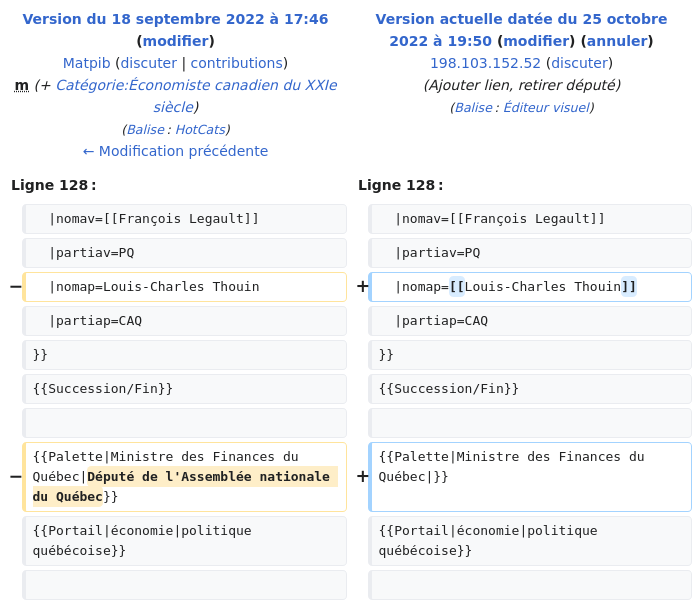 Version du 18 septembre 2022 à 17:46
(modifier)
Matpib (discuter | contributions)
m (+ Catégorie:Économiste canadien du XXIe
siècle)
(Balise : HotCats)
← Modification précédente
Version actuelle datée du 25 octobre
2022 à 19:50 (modifier) (annuler)
198.103.152.52 (discuter)
(Ajouter lien, retirer député)
(Balise : Éditeur visuel)
Ligne 128 :
Ligne 128 :
|nomav=[[François Legault]]
|nomav=[[François Legault]]
|partiav=PQ
|partiav=PQ
− |nomap=Louis-Charles Thouin
+ |nomap=[[Louis-Charles Thouin]]
|partiap=CAQ
|partiap=CAQ
}}
}}
{{Succession/Fin}}
{{Succession/Fin}}
− {{Palette|Ministre des Finances du
Québec|Député de l'Assemblée nationale
du Québec}}
+ {{Palette|Ministre des Finances du
Québec|}}
{{Portail|économie|politique
québécoise}}
{{Portail|économie|politique
québécoise}}